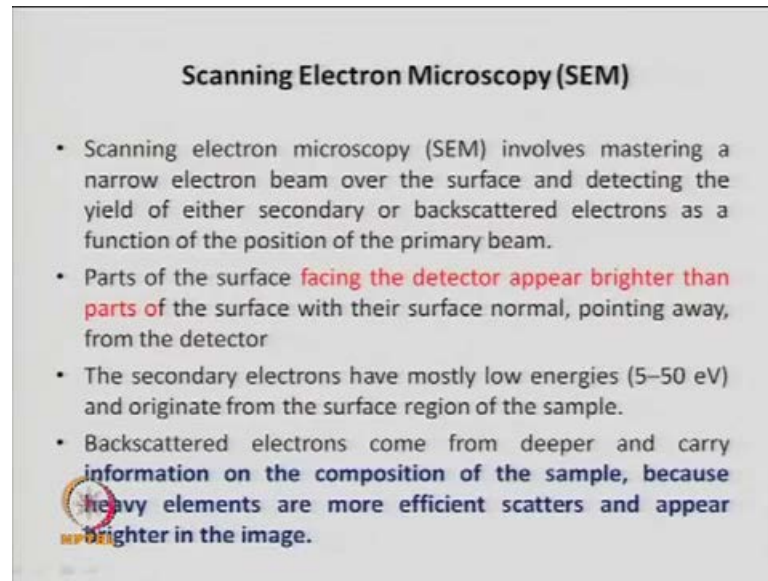 Scanning Electron Microscopy (SEM)
• Scanning electron microscopy (SEM) involves mastering a
narrow electron beam over the surface and detecting the
yield of either secondary or backscattered electrons as a
function of the position of the primary beam.
• Parts of the surface facing the detector appear brighter than
parts of the surface with their surface normal, pointing away,
from the detector
• The secondary electrons have mostly low energies (5–50 eV)
and originate from the surface region of the sample.
• Backscattered electrons come from deeper and carry
information on the composition of the sample, because
heavy elements are more efficient scatters and appear
brighter in the image.
NPTEL